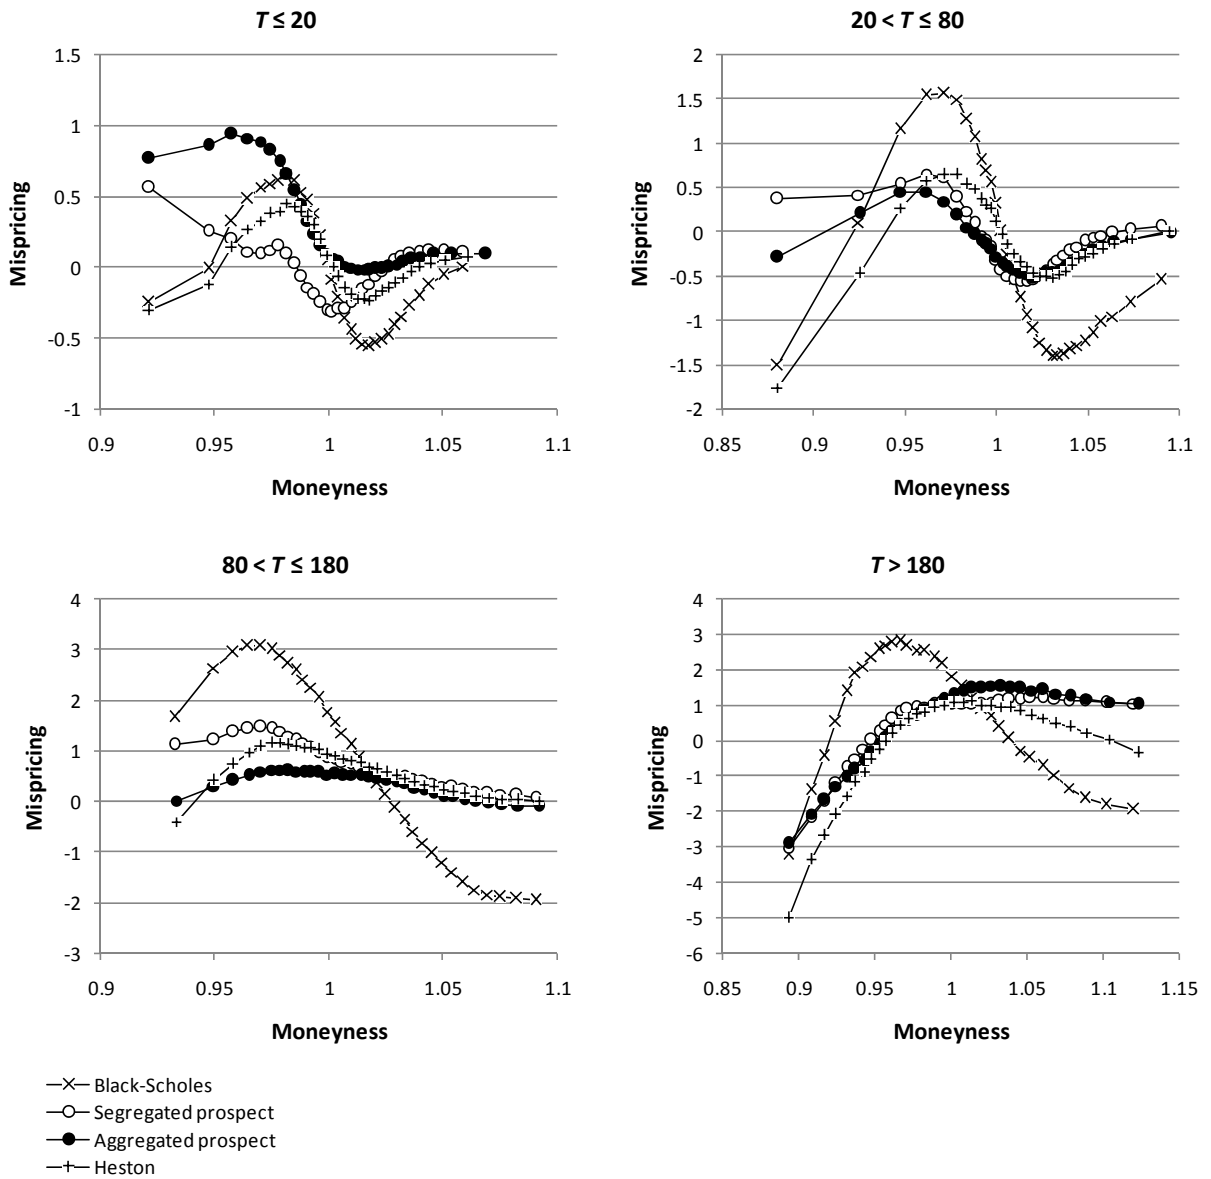 T ≤ 20
1.5
1
0.5
0
-0.5
-1
0.9 0.95 1 1.05 1.1
Mispricing
Moneyness
20 < T ≤ 80
2
1.5
1
0.5
0
-0.5
-1
-1.5
-2
0.85 0.9 0.95 1 1.05 1.1
Mispricing
Moneyness
80 < T ≤ 180
4
3
2
1
0
-1
-2
-3
0.9 0.95 1 1.05 1.1
Mispricing
Moneyness
T > 180
4
3
2
1
0
-1
-2
-3
-4
-5
-6
0.85 0.9 0.95 1 1.05 1.1 1.15
Mispricing
Moneyness
Black-Scholes
Segregated prospect
Aggregated prospect
Heston